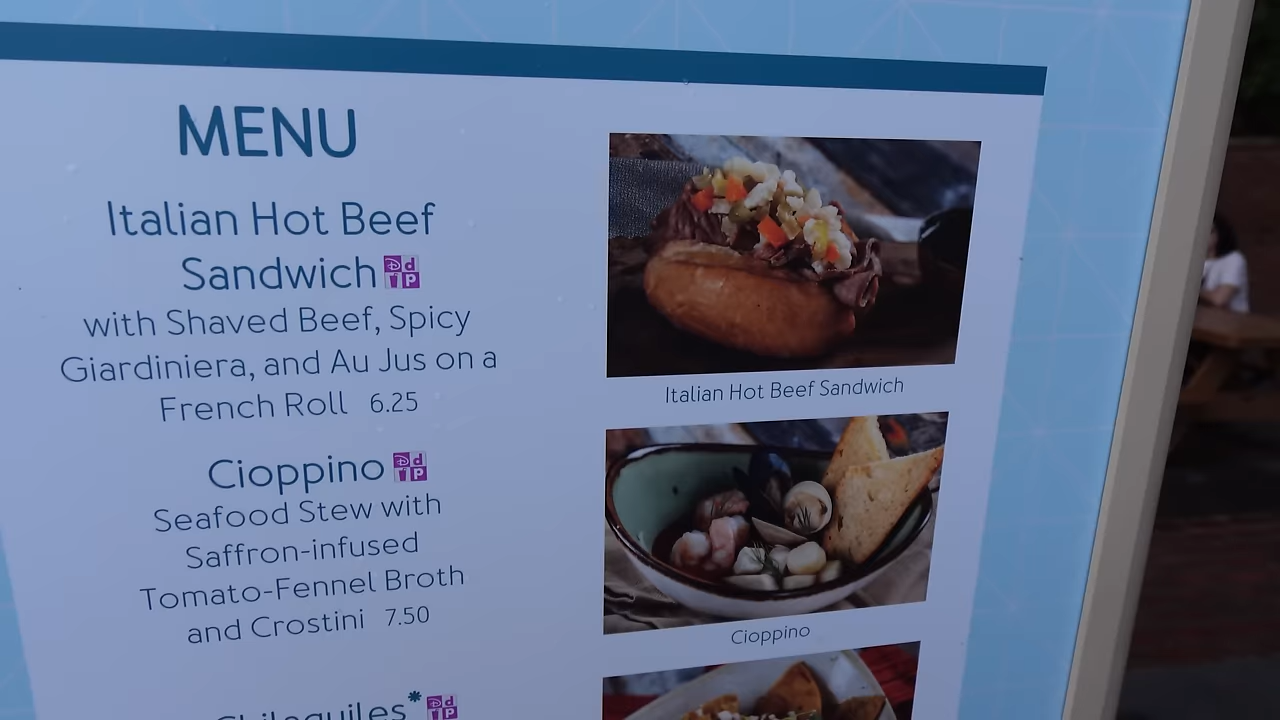 MENU
Italian Hot Beef
Sandwich
with Shaved Beef, Spicy
Giardiniera, and Au Jus on a
French Roll 6.25
Italian Hot Beef Sandwich
Cioppino
Seafood Stew with
Saffron-infused
Tomato-Fennel Broth
and Crostini 7.50
Cioppino
Chilaquiles*